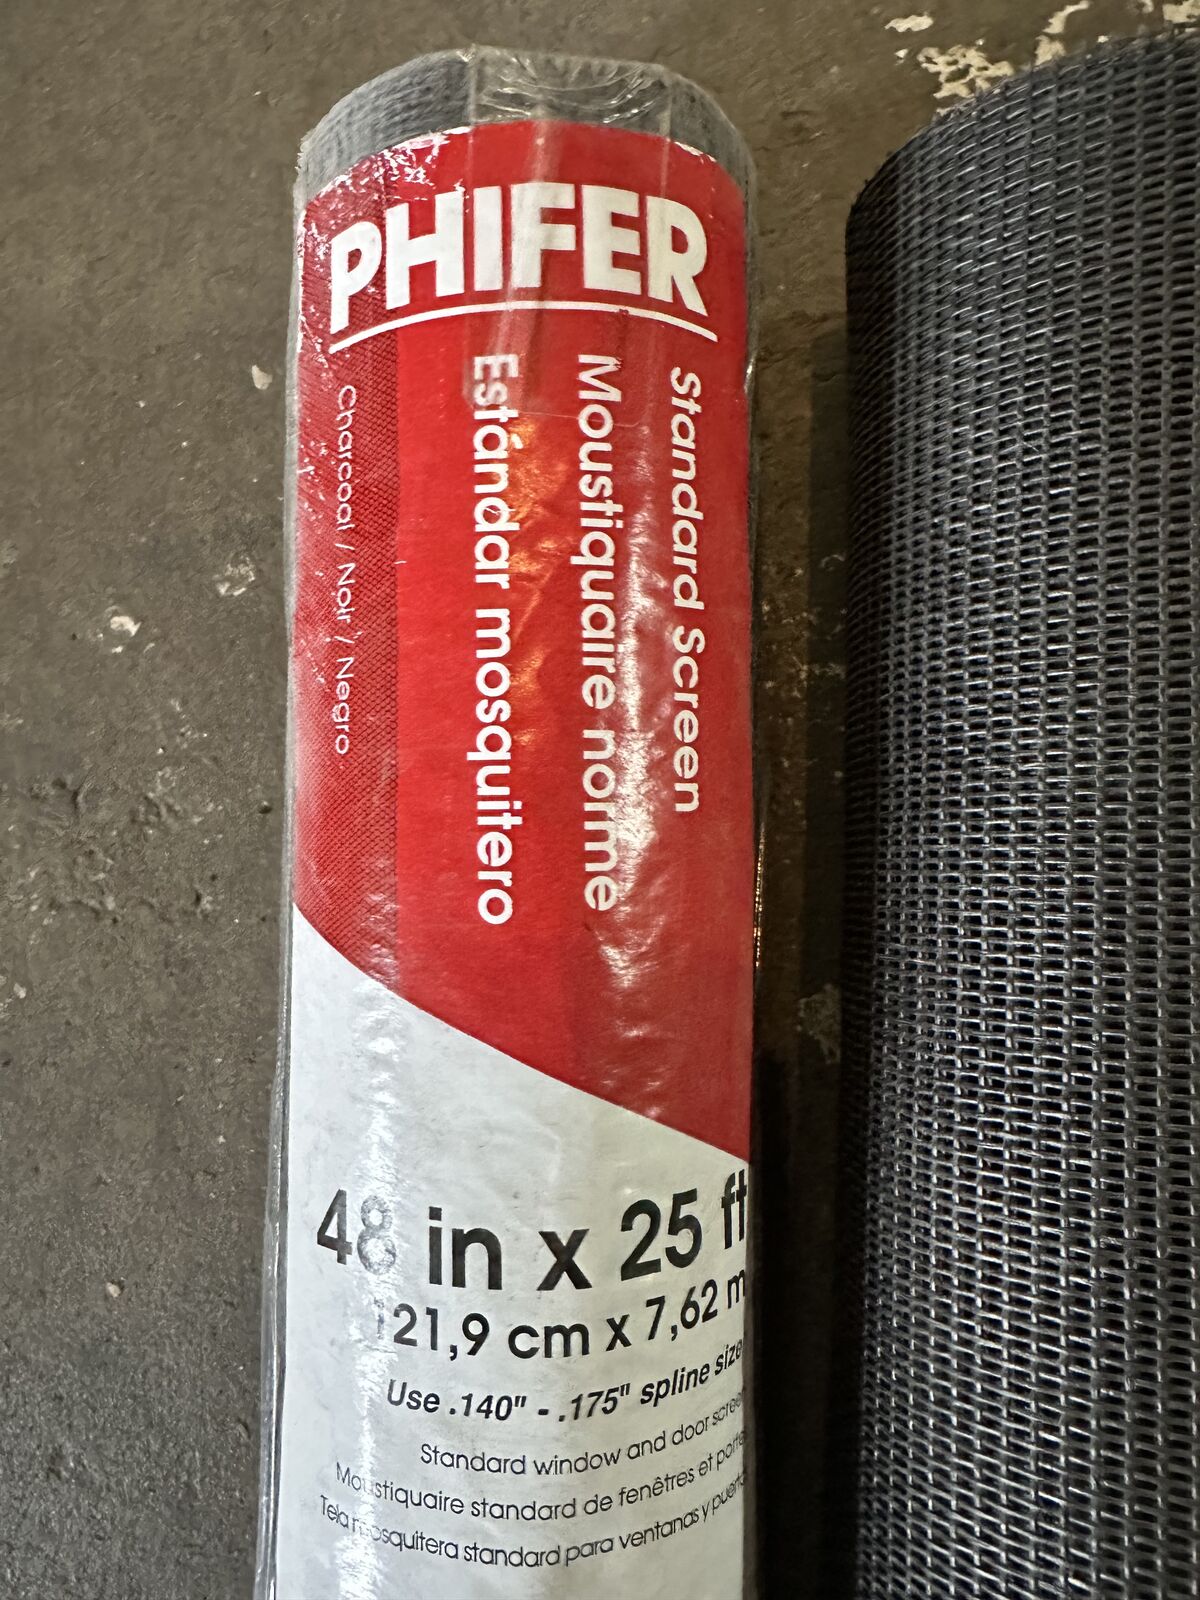 PHIFER
Standard Screen
Moustiquaire norme
Estándar mosquitero
Charcoal / Noir / Negro
48 in x 25 ft
121,9 cm x 7,62 m
Use .140" - .175" spline size
Standard window and door screen
Moustiquaire standard de fenêtres et porte
Tela mosquitera standard para ventanas y puerta